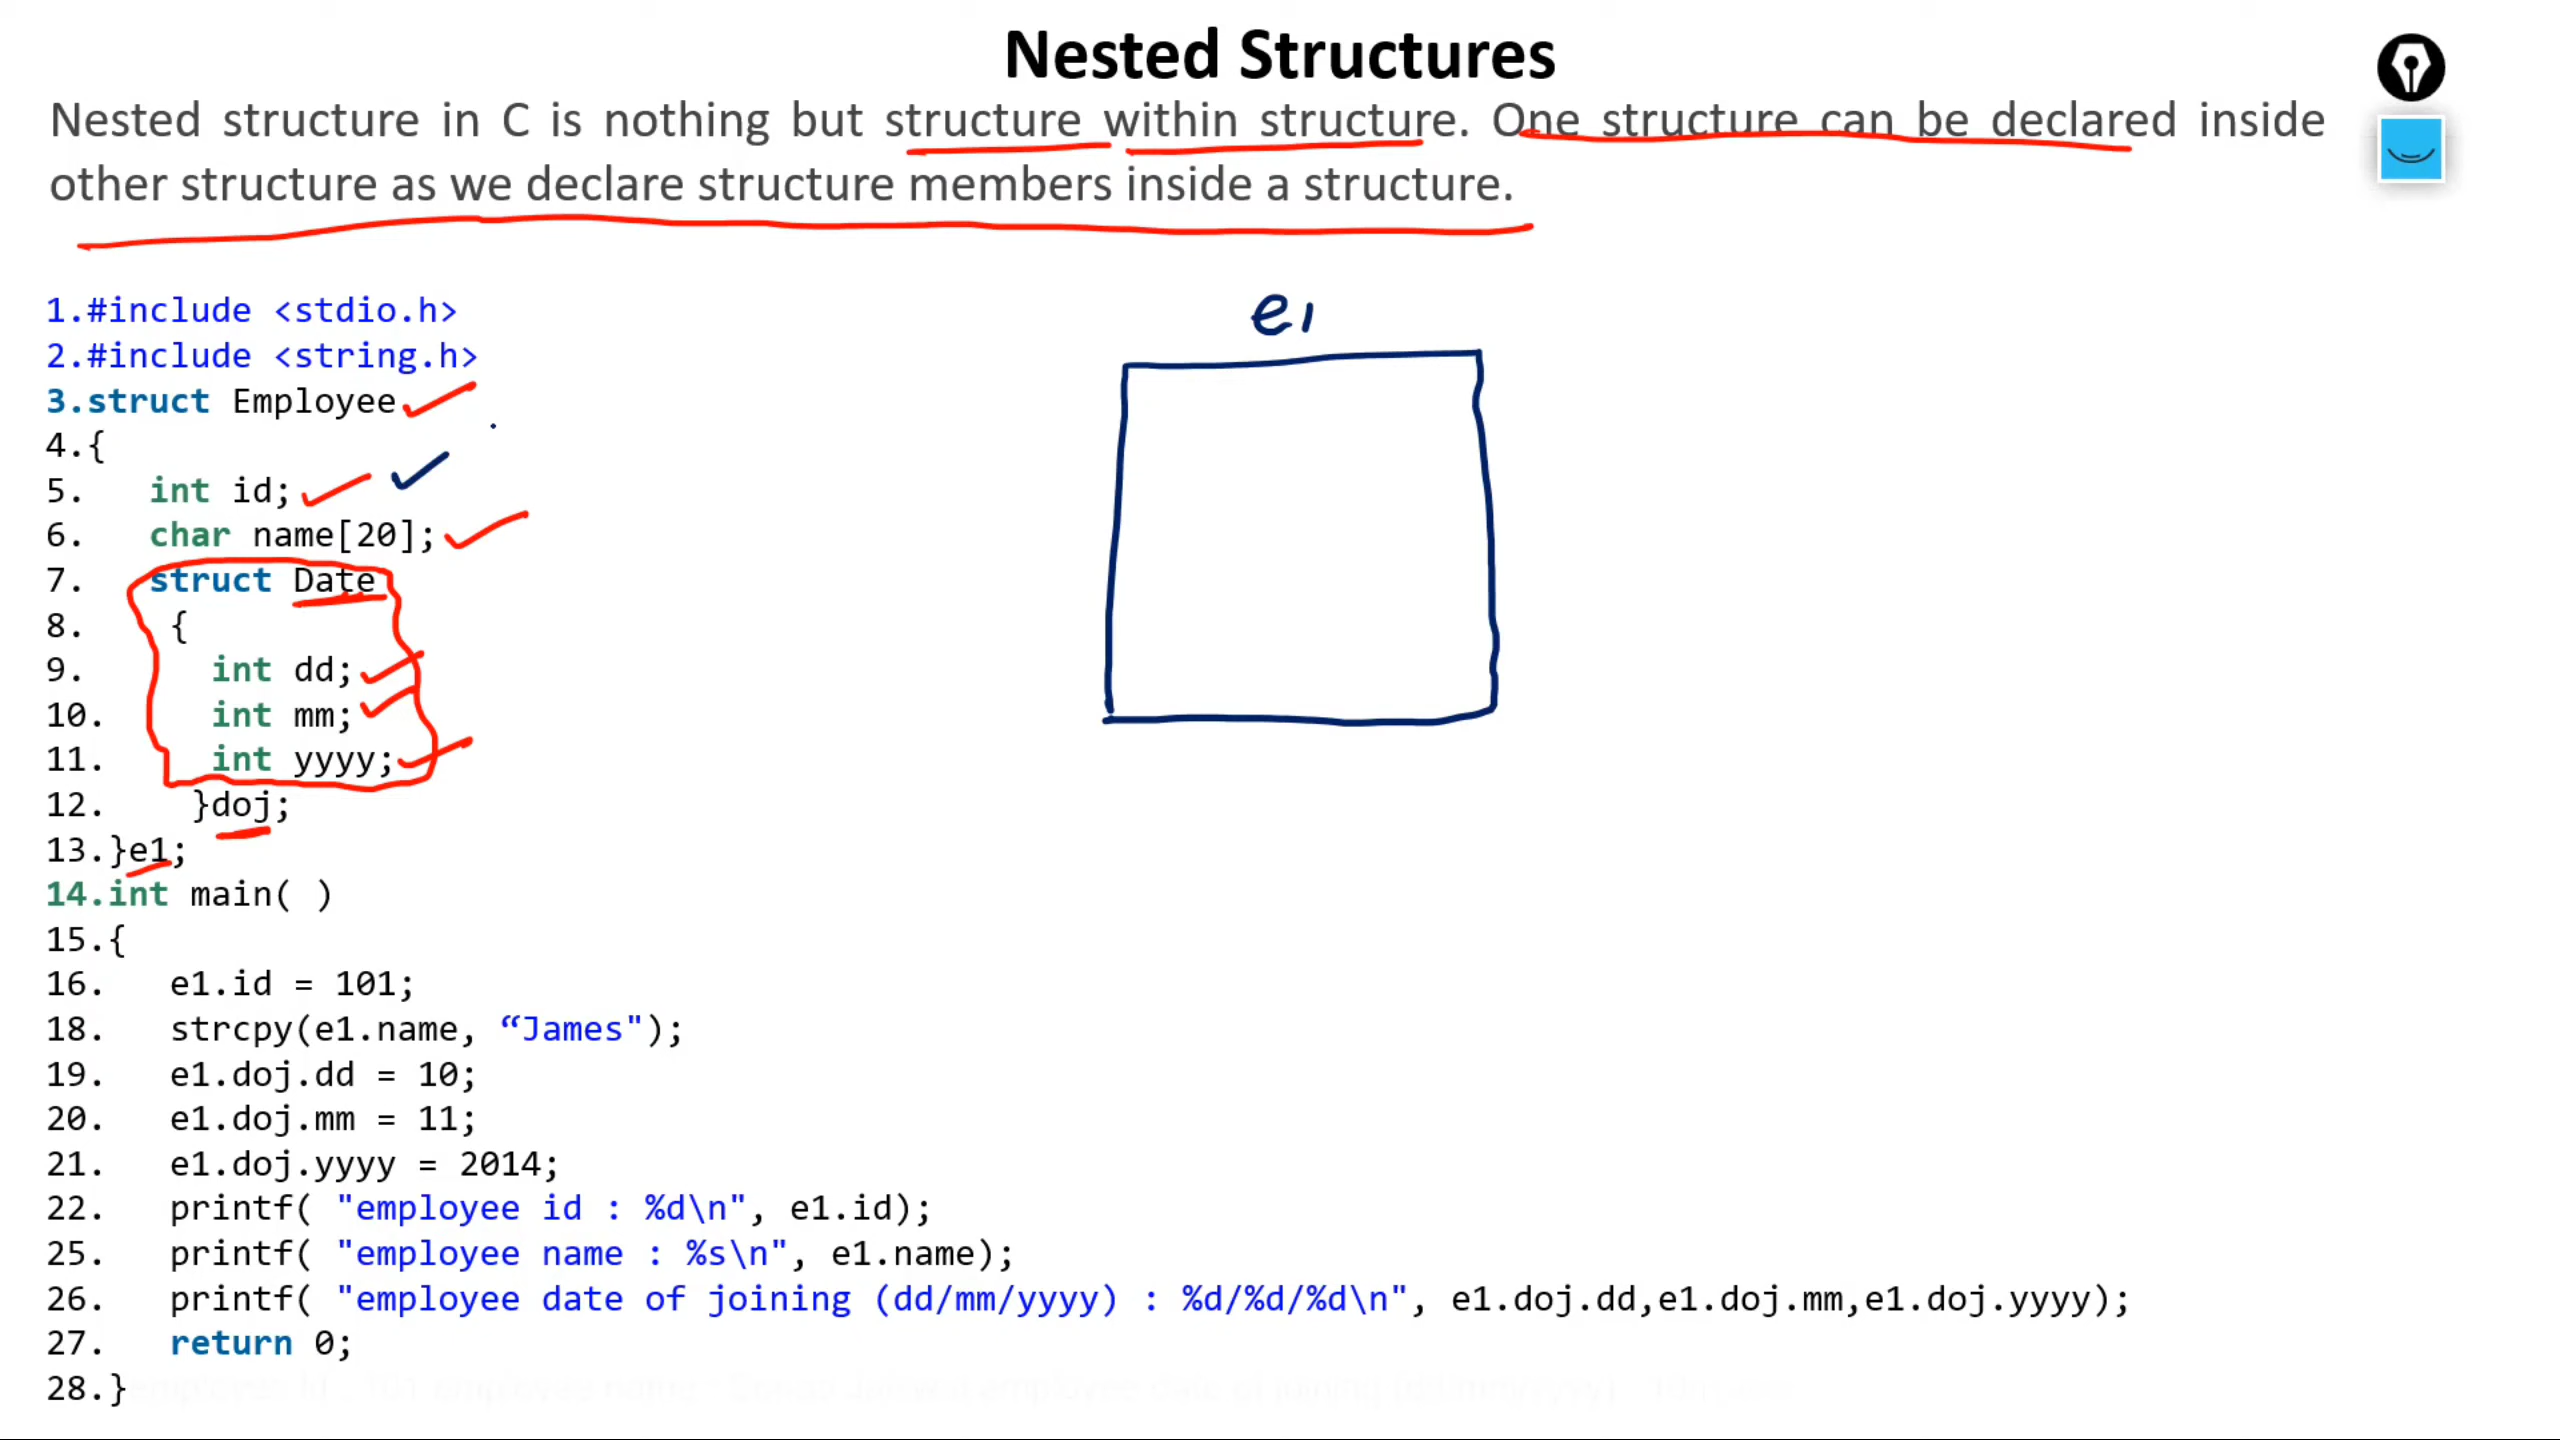 Nested Structures
Nested structure in C is nothing but structure within structure. One structure can be declared inside
other structure as we declare structure members inside a structure.
e1
1.#include <stdio.h>
2.#include <string.h>
3.struct Employee
4.{
5.   int id;
6.   char name[20];
7.   struct Date
8.    {
9.      int dd;
10.     int mm;
11.     int yyyy;
12.    }doj;
13.}e1;
14.int main( )
15.{
16.   e1.id = 101;
18.   strcpy(e1.name, “James");
19.   e1.doj.dd = 10;
20.   e1.doj.mm = 11;
21.   e1.doj.yyyy = 2014;
22.   printf( "employee id : %d\n", e1.id);
25.   printf( "employee name : %s\n", e1.name);
26.   printf( "employee date of joining (dd/mm/yyyy) : %d/%d/%d\n", e1.doj.dd,e1.doj.mm,e1.doj.yyyy);
27.   return 0;
28.}